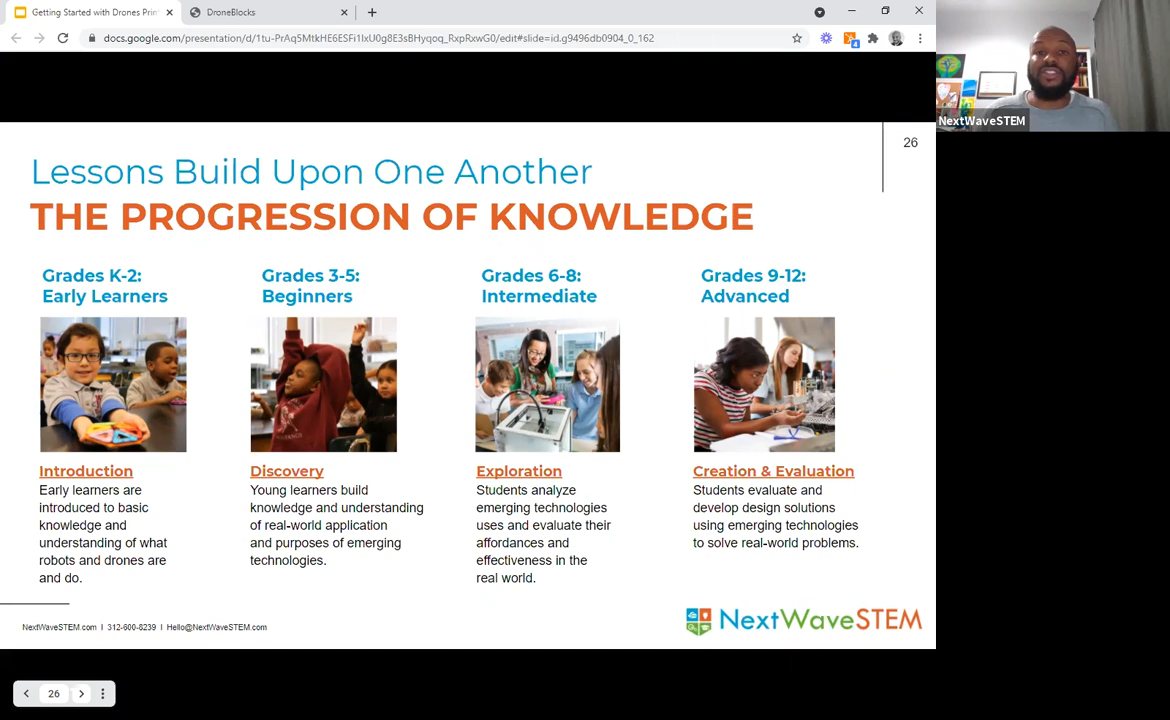 Getting Started with Drones Prin
DroneBlocks
docs.google.com/presentation/d/1tu-PrAq5MtkHE6ESFi1IxU0g8E3sBHyqoq_RxpRxwG0/edit#slide=id.g9496db0904_0_162
4
NextWaveSTEM
26
Lessons Build Upon One Another
THE PROGRESSION OF KNOWLEDGE
Grades K-2:
Early Learners
Introduction
Early learners are
introduced to basic
knowledge and
understanding of what
robots and drones are
and do.
Grades 3-5:
Beginners
Discovery
Young learners build
knowledge and understanding
of real-world application
and purposes of emerging
technologies.
Grades 6-8:
Intermediate
Exploration
Students analyze
emerging technologies
uses and evaluate their
affordances and
effectiveness in the
real world.
Grades 9-12:
Advanced
Creation & Evaluation
Students evaluate and
develop design solutions
using emerging technologies
to solve real-world problems.
NextWaveSTEM.com I 312-600-8239 I Hello@NextWaveSTEM.com
NextWaveSTEM
26